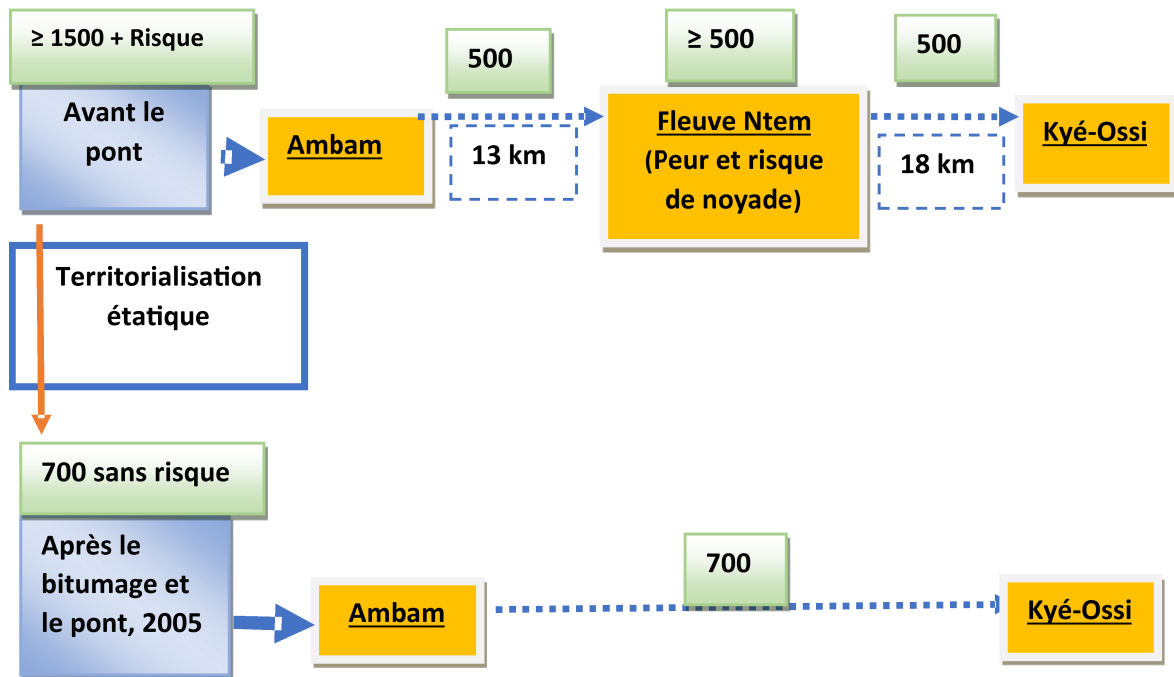 ≥ 1500 + Risque
500
≥ 500
500
Avant le
pont
Ambam
13 km
Fleuve Ntem
(Peur et risque
de noyade)
18 km
Kyé-Ossi
Territorialisation
étatique
700 sans risque
Après le
bitumage et
le pont, 2005
Ambam
700
Kyé-Ossi